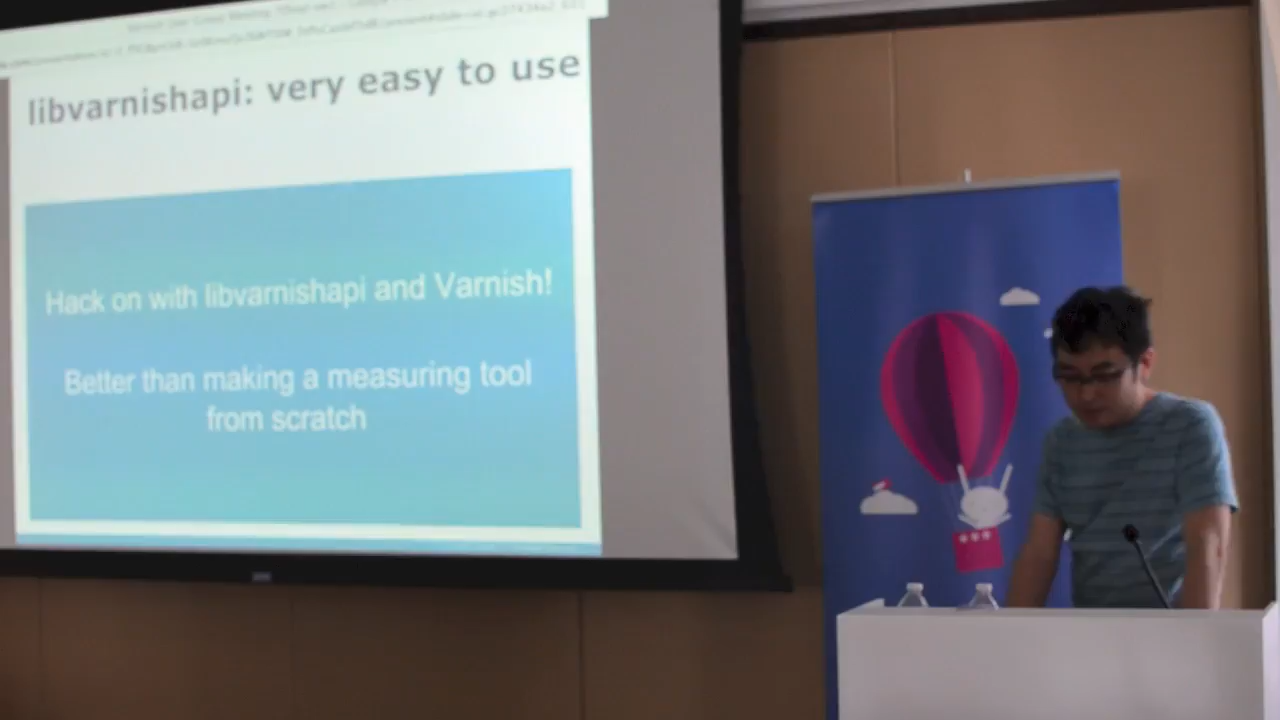 libvarnishapi: very easy to use
Hack on with libvarnishapi and Varnish!
Better than making a measuring tool
from scratch